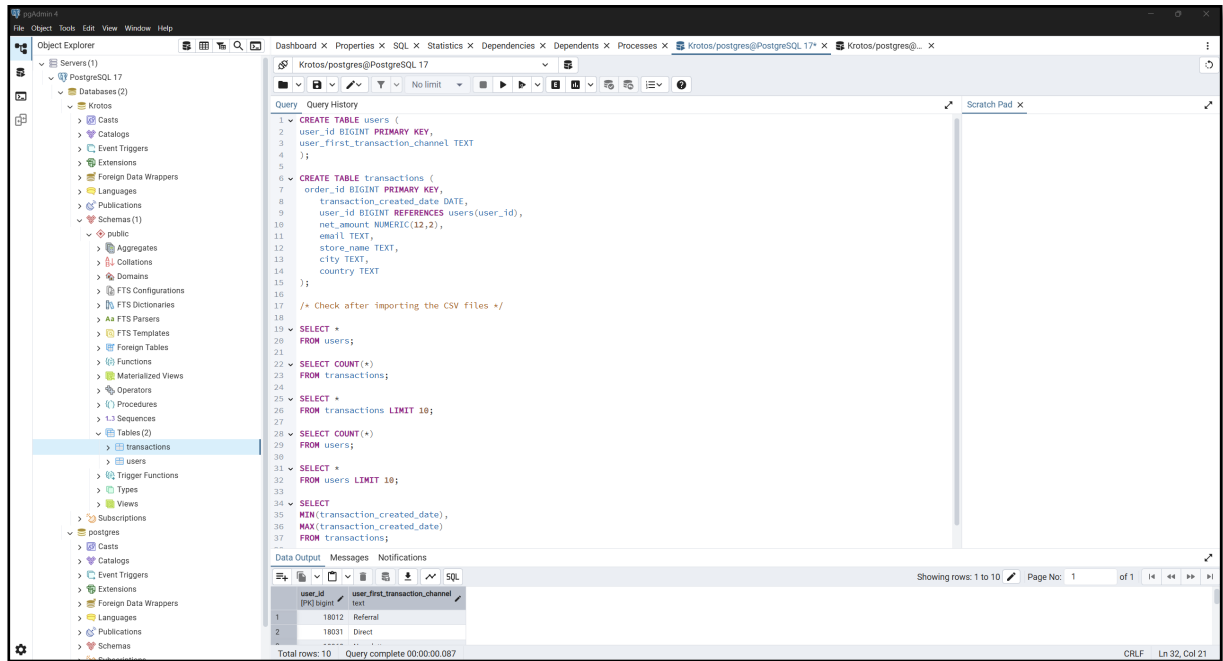 pgAdmin 4
File Object Tools Edit View Window Help
Object Explorer
Dashboard Properties SQL Statistics Dependencies Dependents Processes Krotos/postgres@PostgreSQL 17* Krotos/postgres@...
Servers (1)
PostgreSQL 17
Databases (2)
Krotos
Casts
Catalogs
Event Triggers
Extensions
Foreign Data Wrappers
Languages
Publications
Schemas (1)
public
Aggregates
Collations
Domains
FTS Configurations
FTS Dictionaries
FTS Parsers
FTS Templates
Foreign Tables
Functions
Materialized Views
Operators
Procedures
1..3 Sequences
Tables (2)
transactions
users
Trigger Functions
Types
Views
Subscriptions
postgres
Casts
Catalogs
Event Triggers
Extensions
Foreign Data Wrappers
Languages
Publications
Schemas
Krotos/postgres@PostgreSQL 17
No limit
Query Query History
Scratch Pad
1 CREATE TABLE users (
2 user_id BIGINT PRIMARY KEY,
3 user_first_transaction_channel TEXT
4 );
5
6 CREATE TABLE transactions (
7 order_id BIGINT PRIMARY KEY,
8 transaction_created_date DATE,
9 user_id BIGINT REFERENCES users(user_id),
10 net_amount NUMERIC(12,2),
11 email TEXT,
12 store_name TEXT,
13 city TEXT,
14 country TEXT
15 );
16
17 /* Check after importing the CSV files */
18
19 SELECT *
20 FROM users;
21
22 SELECT COUNT(*)
23 FROM transactions;
24
25 SELECT *
26 FROM transactions LIMIT 10;
27
28 SELECT COUNT(*)
29 FROM users;
30
31 SELECT *
32 FROM users LIMIT 10;
33
34 SELECT
35 MIN(transaction_created_date),
36 MAX(transaction_created_date)
37 FROM transactions;
Data Output Messages Notifications
SQL
Showing rows: 1 to 10 Page No: 1 of 1
user_id user_first_transaction_channel
[PK] bigint text
1 18012 Referral
2 18031 Direct
Total rows: 10 Query complete 00:00:00.087 CRLF Ln 32, Col 21